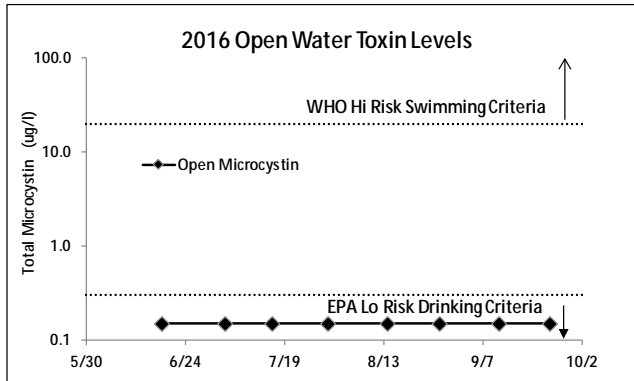 2016 Open Water Toxin Levels
100.0
WHO Hi Risk Swimming Criteria
10.0
Open Microcystin
Total Microcystin (ug/l)
1.0
EPA Lo Risk Drinking Criteria
0.1
5/30 6/24 7/19 8/13 9/7 10/2